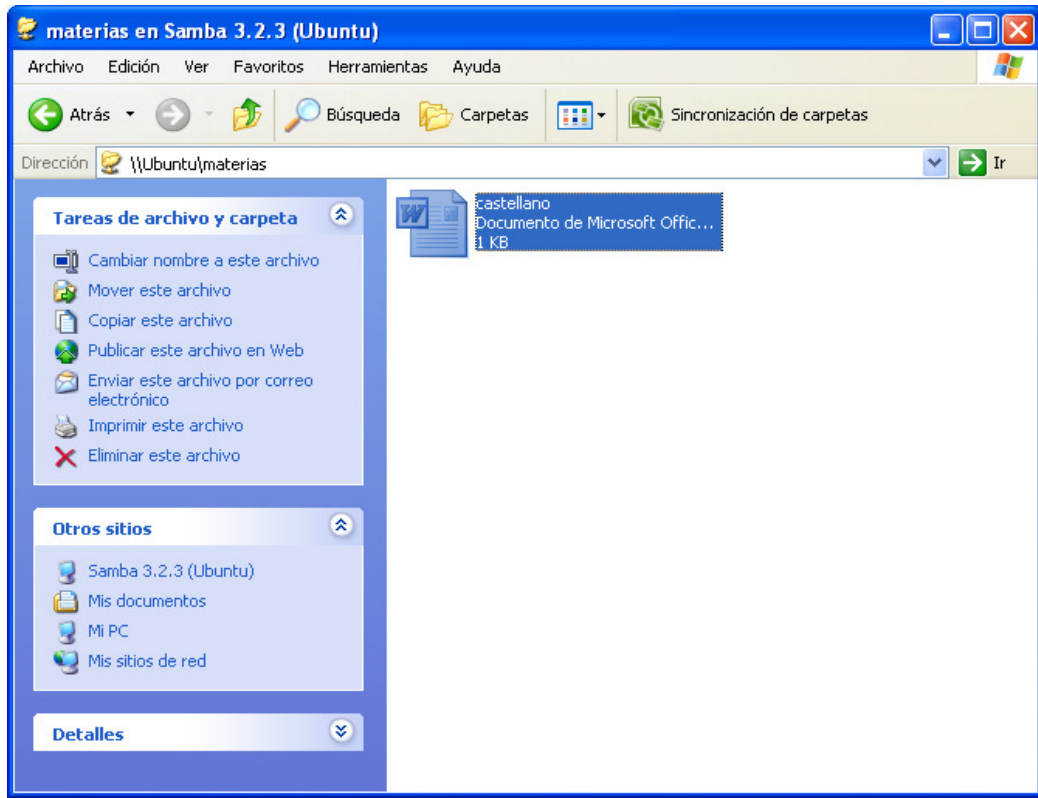 materias en Samba 3.2.3 (Ubuntu)
Archivo Edición Ver Favoritos Herramientas Ayuda
Atrás Búsqueda Carpetas Sincronización de carpetas
Dirección \\Ubuntu\materias Ir
Tareas de archivo y carpeta
Cambiar nombre a este archivo
Mover este archivo
Copiar este archivo
Publicar este archivo en Web
Enviar este archivo por correo
electrónico
Imprimir este archivo
Eliminar este archivo
Otros sitios
Samba 3.2.3 (Ubuntu)
Mis documentos
Mi PC
Mis sitios de red
Detalles
castellano
Documento de Microsoft Offic...
1 KB